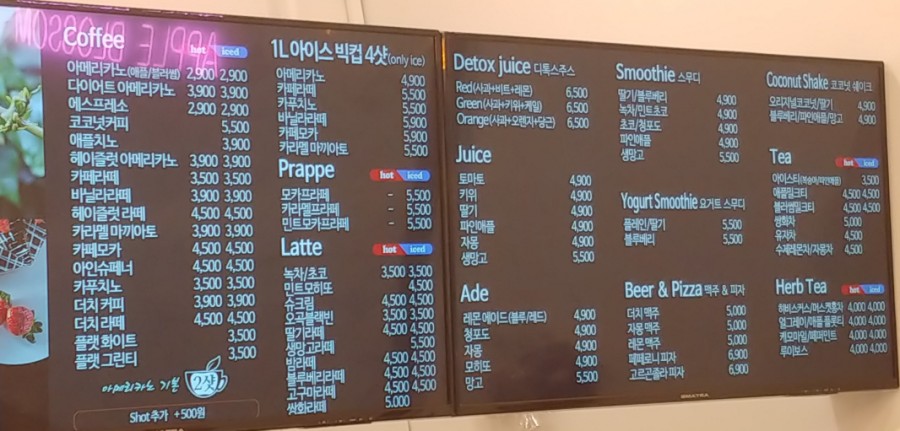 Coffee hot iced
아메리카노(애플/블라썸) 2,900 2,900
다이어트 아메리카노 3,900 3,900
에스프레소 2,900 2,900
코코넛커피 5,500
애플치노 3,900
헤이즐럿 아메리카노 3,900 3,900
카페라떼 3,500 3,500
바닐라라떼 3,900 3,900
헤이즐럿 라떼 4,500 4,500
카라멜 마끼아토 3,900 3,900
카페모카 4,500 4,500
아인슈페너 4,500 4,500
카푸치노 3,500 3,500
더치 커피 3,900 3,900
더치 라떼 4,500 4,500
플랫 화이트 3,500
플랫 그린티 3,500
아메리카노 기본 2샷
Shot추가 +500원
1L아이스 빅컵 4샷(only ice)
아메리카노 4,900
카페라떼 5,500
카푸치노 5,500
바닐라라떼 5,900
카페모카 5,900
카라멜 마끼아토 5,500
Prappe hot iced
모카프라페 - 5,500
카라멜프라페 - 5,500
민트모카프라페 - 5,500
Latte hot iced
녹차/초코 3,500 3,500
민트모히또 4,500
슈크림 4,500 4,500
오곡블랙빈 3,500 3,500
딸기라떼 4,500 4,500
생망고라떼 5,500
밤라떼 4,500 4,500
블루베리라떼 4,500 4,500
고구마라떼 4,500 4,500
쌍화라떼 5.000
Detox juice 디톡스주스
Red(사과+비트+레몬) 6,500
Green(사과+키위+케일) 6,500
Orange(사과+오렌지+당근) 6,500
Juice
토마토 4,900
키위 4,900
딸기 4,900
파인애플 4,900
자몽 4,900
생망고 5,500
Ade
레몬 에이드(블루/레드) 4,900
청포도 4,900
자몽 4,900
모히또 4,900
망고 5,500
Smoothie 스무디
딸기/블루베리 4,900
녹차/민트초코 4,900
초코/청포도 4,900
파인애플 4,900
생망고 5,500
Yogurt Smoothie 요거트 스무디
플레인/딸기 5,500
블루베리 5,500
Beer & Pizza 맥주 & 피자
더치 맥주 5,000
자몽 맥주 5,000
레몬 맥주 5,000
페페로니 피자 6,900
고르곤졸라 피자 6,900
Coconut Shake 코코넛 쉐이크
오리지널코코넛/딸기 4,900
블루베리/파인애플/망고 4,900
Tea hot iced
아이스티(복숭아/파인애플) 3,500
애플밀크티 4,500 4,500
블라썸밀크티 4,500 4,500
쌍화차 5,000
유자차 4,500
수제레몬차/자몽차 4,500
Herb Tea hot iced
히비스커스/머스캣홍차 4,000 4,000
얼그레이/애플 플롯티 4,000 4,000
캐모마일/페퍼민트 4,000 4,000
루이보스 4,000 4,000